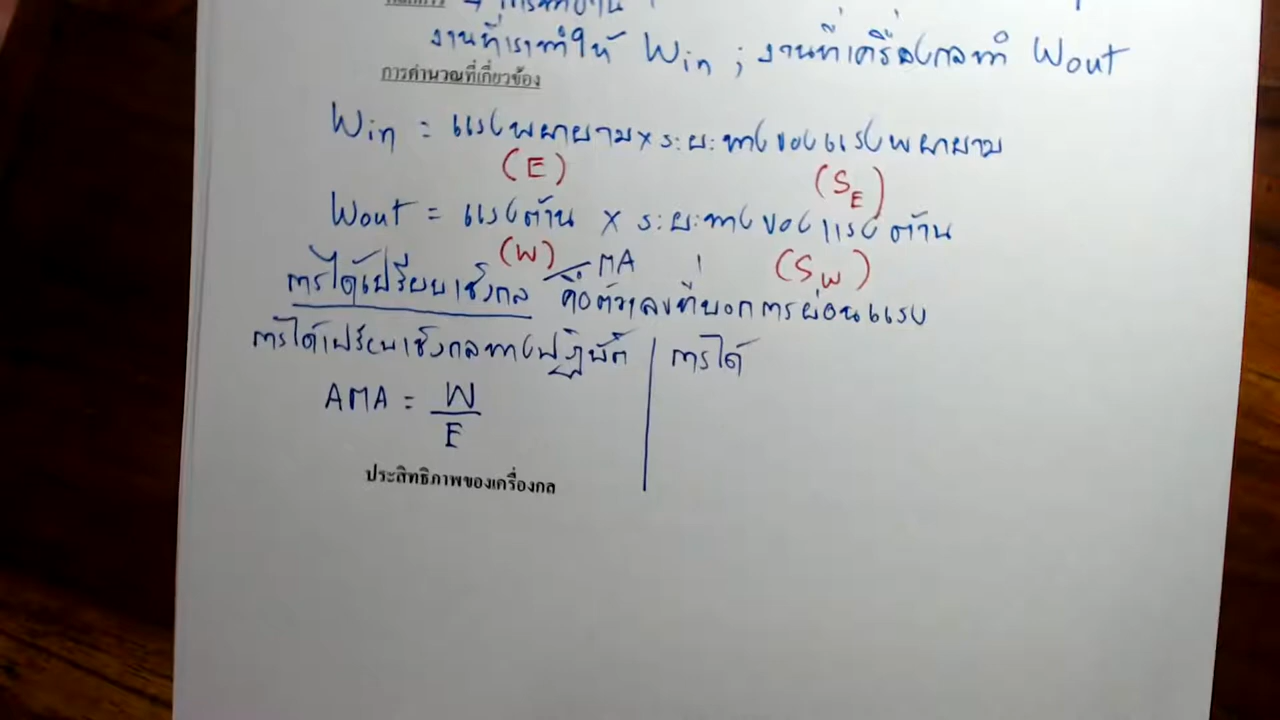 งานที่เราทำให้ Win ; งานที่เครื่องกลทำ Wout
การคำนวณที่เกี่ยวข้อง
Win = แรงพยายาม × ระยะทางของแรงพยายาม
(E) (SE)
Wout = แรงต้าน × ระยะทางของแรงต้าน
(W) MA (Sw)
การได้เปรียบเชิงกล คือตัวเลขที่บอกการผ่อนแรง
การได้เปรียบเชิงกลทางปฏิบัติ | การได้
AMA = W
E
ประสิทธิภาพของเครื่องกล